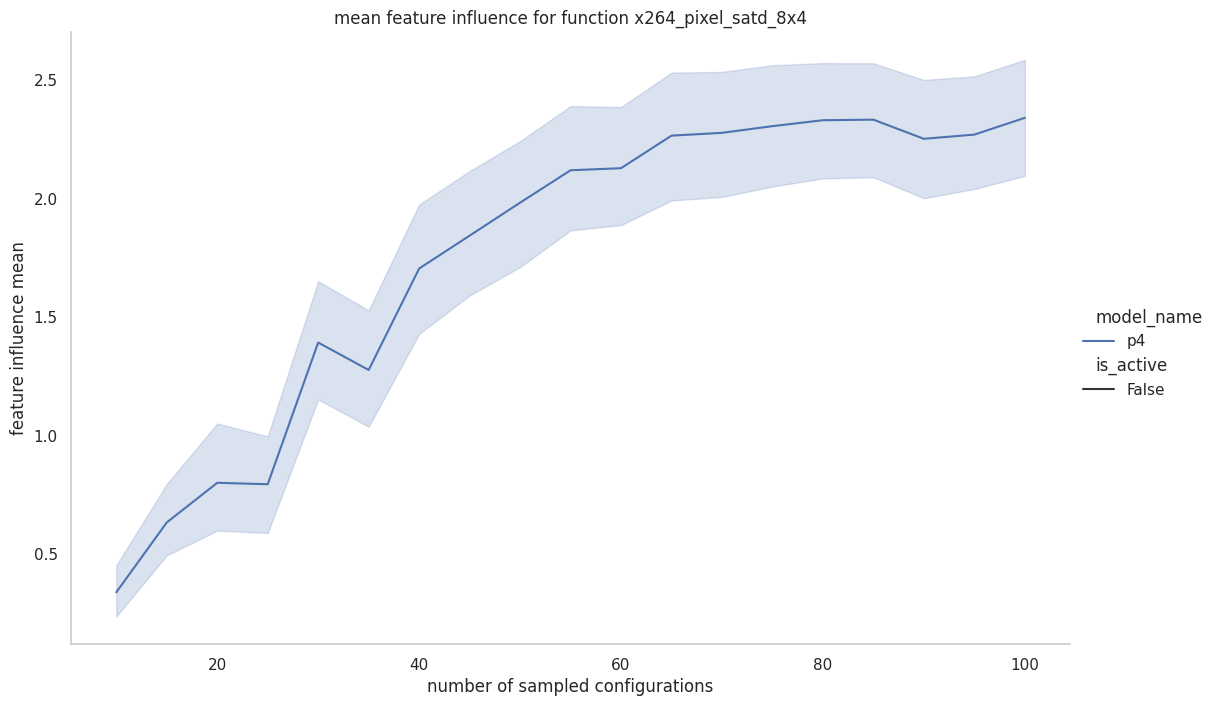 mean feature influence for function x264_pixel_satd_8x4
2.5
2.0
1.5
1.0
0.5
feature influence mean
20 40 60 80 100
number of sampled configurations
model_name
p4
is_active
False